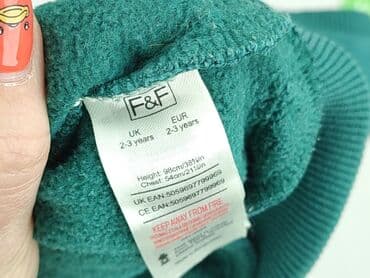 F&F
UK EUR
2-3 years 2-3 years
Height: 98cm/38½in
Chest: 54cm/21¼in
UK EAN: 5059697799969
CE EAN: 5059697799969
KEEP AWAY FROM FIRE